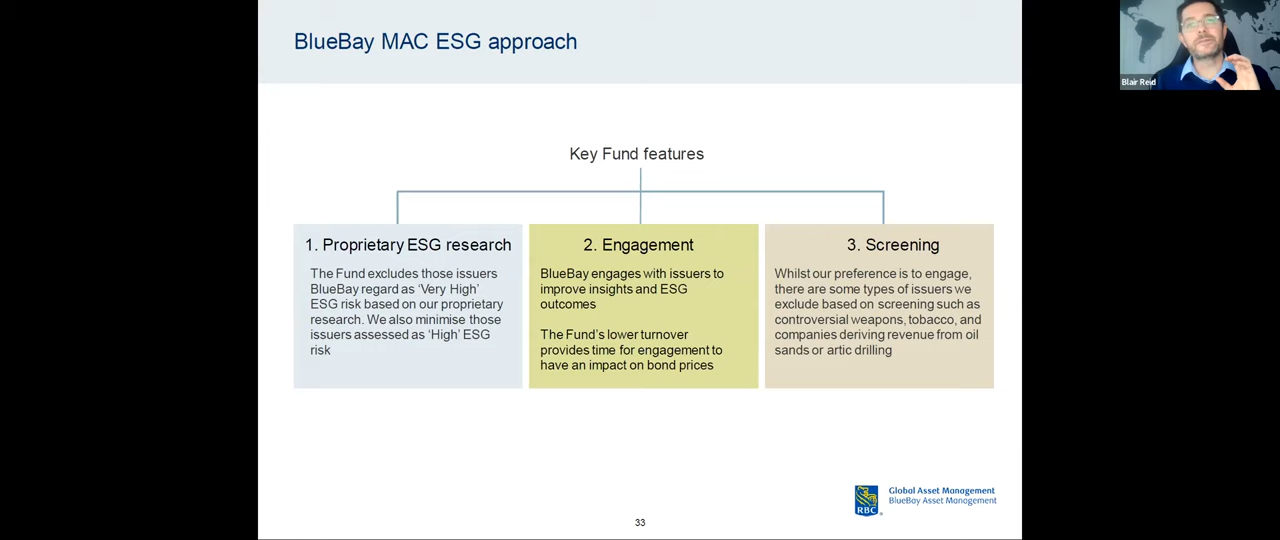 BlueBay MAC ESG approach
Blair Reid
Key Fund features
1. Proprietary ESG research
The Fund excludes those issuers
BlueBay regard as 'Very High'
ESG risk based on our proprietary
research. We also minimise those
issuers assessed as 'High' ESG
risk
2. Engagement
BlueBay engages with issuers to
improve insights and ESG
outcomes
The Fund's lower turnover
provides time for engagement to
have an impact on bond prices
3. Screening
Whilst our preference is to engage,
there are some types of issuers we
exclude based on screening such as
controversial weapons, tobacco, and
companies deriving revenue from oil
sands or artic drilling
RBC
®
Global Asset Management
BlueBay Asset Management
33